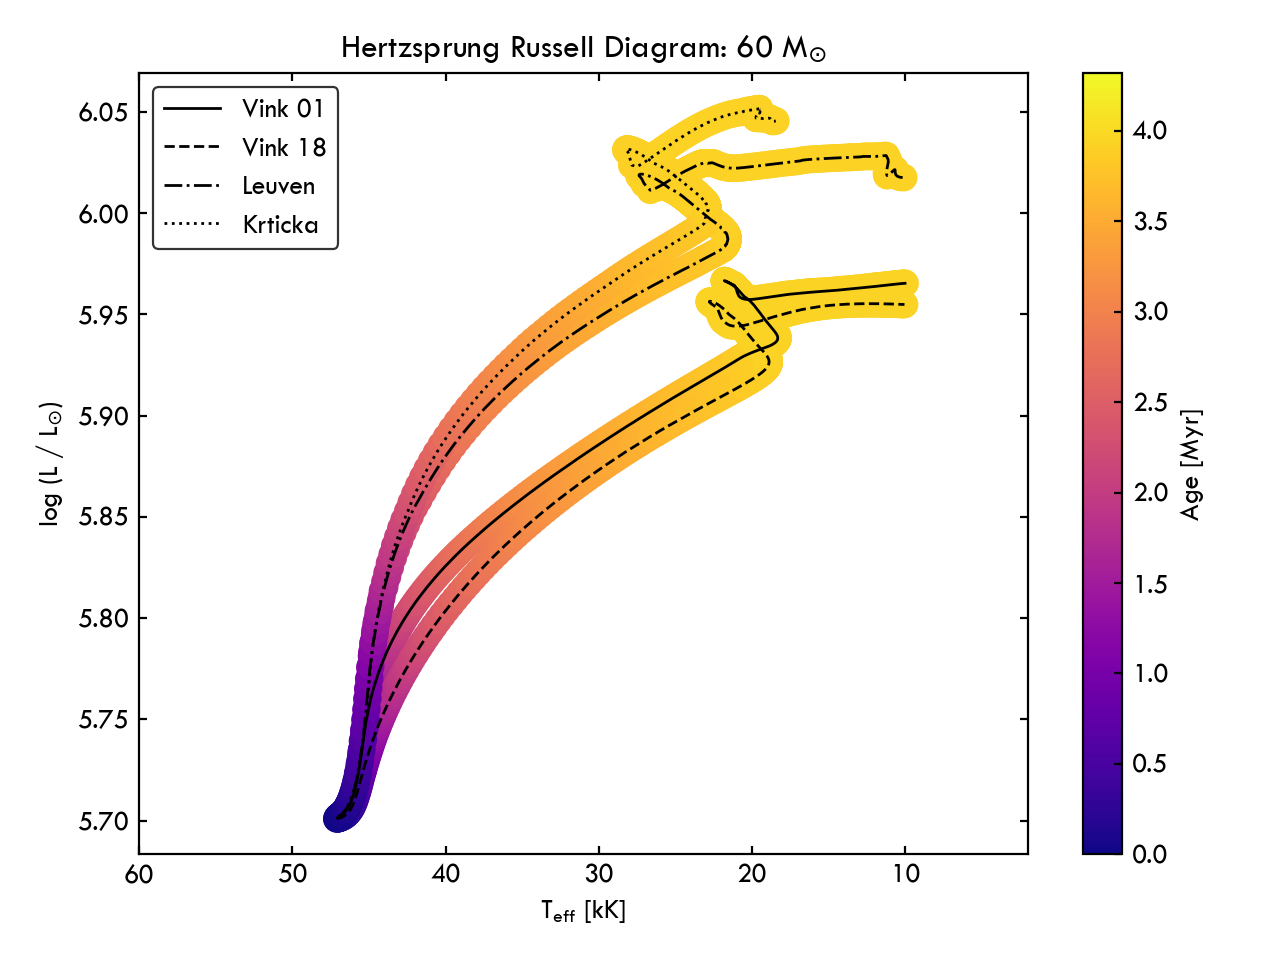 Hertzsprung Russell Diagram: 60 M☉
Vink 01
Vink 18
Leuven
Krticka
6.05
6.00
5.95
5.90
5.85
5.80
5.75
5.70
log (L / L☉)
60
50
40
30
20
10
Teff [kK]
4.0
3.5
3.0
2.5
2.0
1.5
1.0
0.5
0.0
Age [Myr]